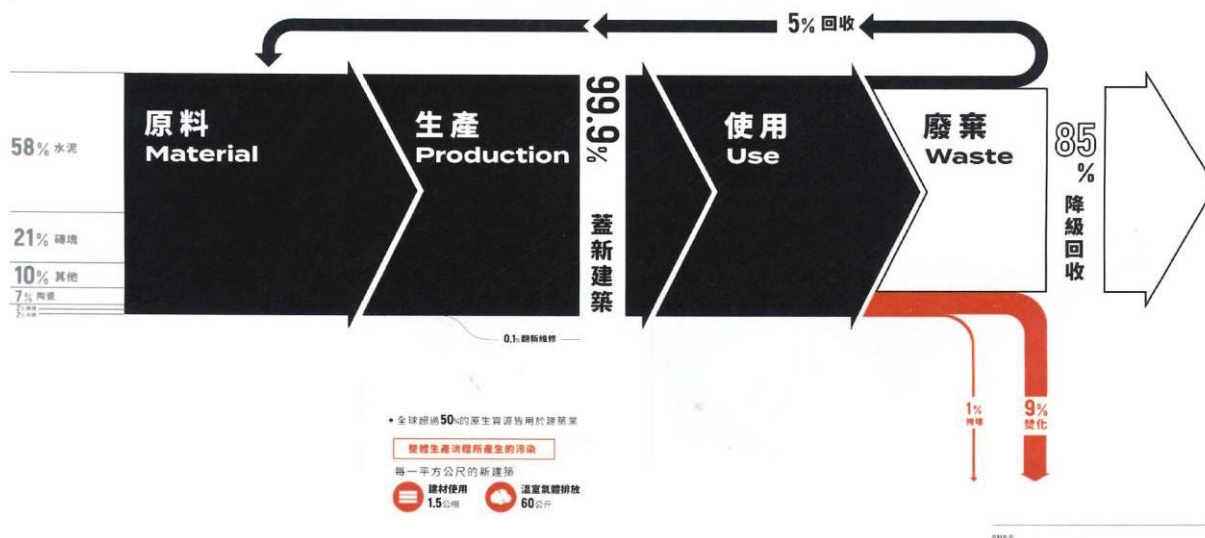 5% 回收
原料
Material
生產
Production
99.9% 蓋新建築
使用
Use
廢棄
Waste
85% 降級回收
58% 水泥
21% 磚塊
10% 其他
7% 陶瓷
2%
2%
0.1% 翻新維修
1%
9%
焚化
• 全球超過50%的原生資源皆用於建築業
整體生產流程所產生的污染
每一平方公尺的新建築
建材使用
1.5公噸
溫室氣體排放
60公斤